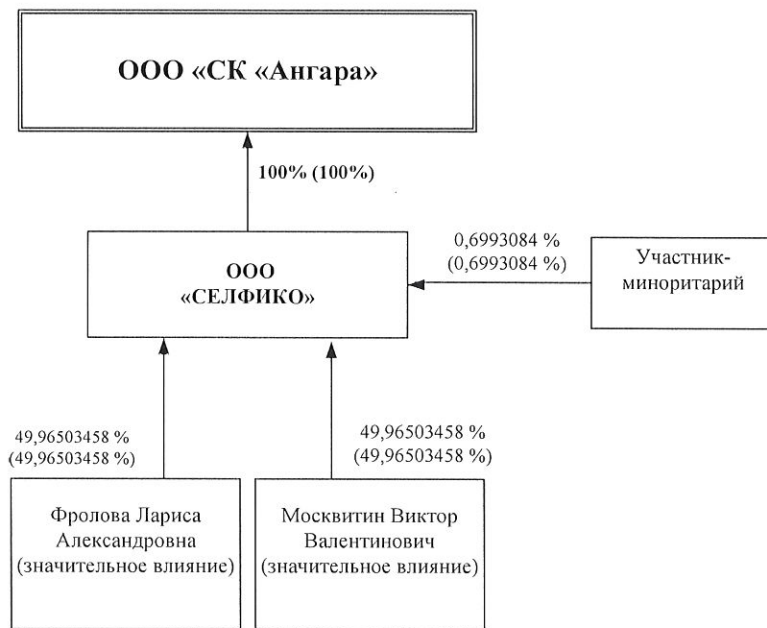 ООО «СК «Ангара»
100% (100%)
ООО
«СЕЛФИКО»
0,6993084 %
(0,6993084 %)
Участник-
миноритарий
49,96503458 %
(49,96503458 %)
49,96503458 %
(49,96503458 %)
Фролова Лариса
Александровна
(значительное влияние)
Москвитин Виктор
Валентинович
(значительное влияние)